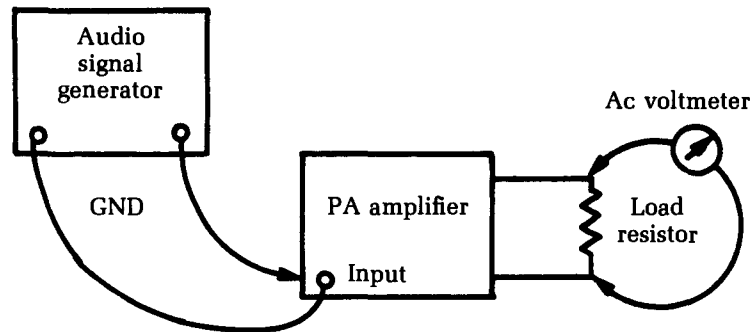 Audio
signal
generator
Ac voltmeter
GND
PA amplifier
Load
resistor
Input